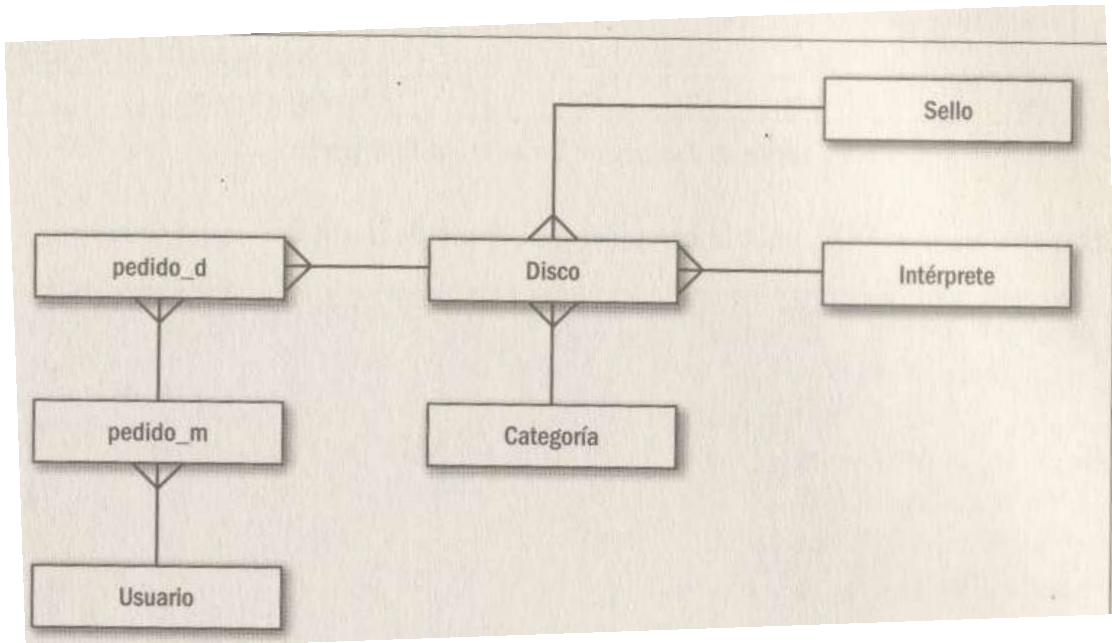 Sello
pedido_d
Disco
Intérprete
pedido_m
Categoría
Usuario